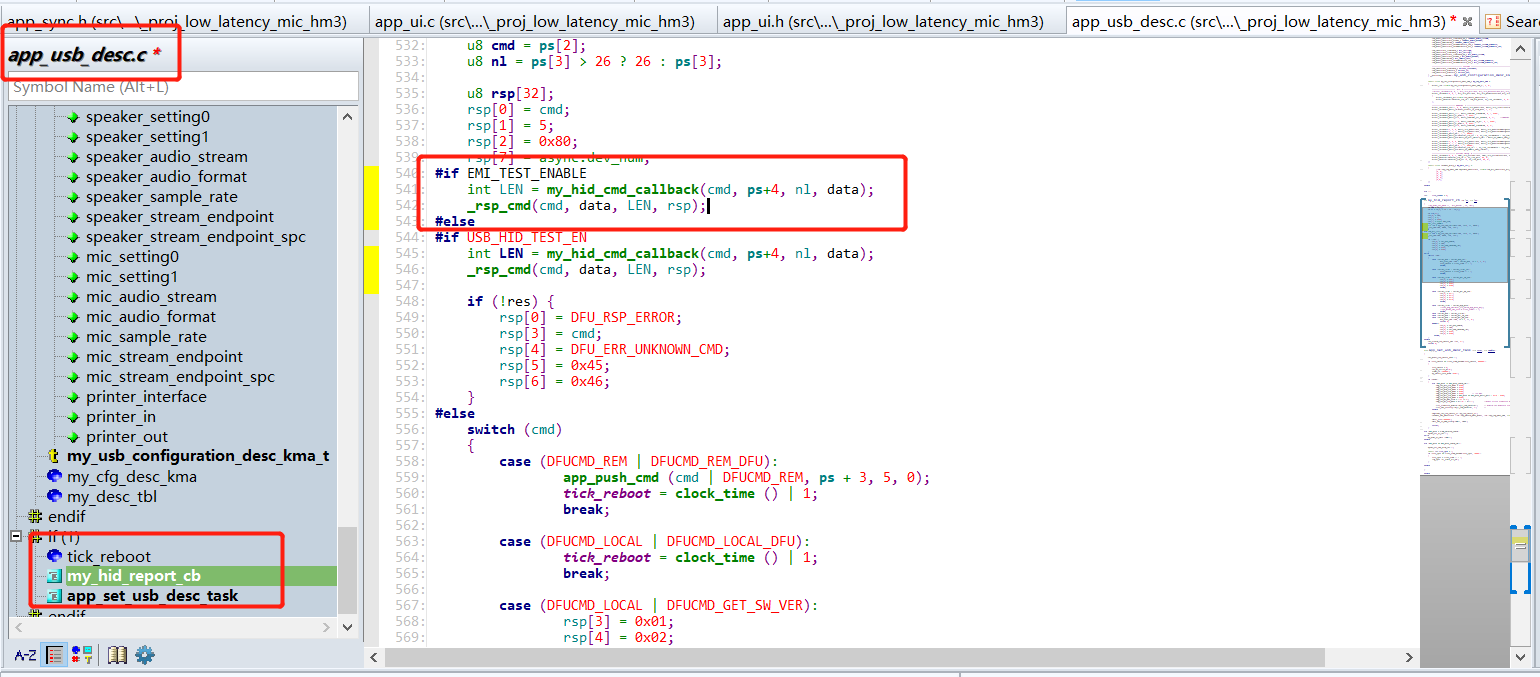 app_sync.h (src\...\_proj_low_latency_mic_hm3)
app_ui.c (src\...\_proj_low_latency_mic_hm3)
app_ui.h (src\...\_proj_low_latency_mic_hm3)
app_usb_desc.c (src\...\_proj_low_latency_mic_hm3) *
app_usb_desc.c *
Symbol Name (Alt+L)
speaker_setting0
speaker_setting1
speaker_audio_stream
speaker_audio_format
speaker_sample_rate
speaker_stream_endpoint
speaker_stream_endpoint_spc
mic_setting0
mic_setting1
mic_audio_stream
mic_audio_format
mic_sample_rate
mic_stream_endpoint
mic_stream_endpoint_spc
printer_interface
printer_in
printer_out
my_usb_configuration_desc_kma_t
my_cfg_desc_kma
my_desc_tbl
endif
if (1)
tick_reboot
my_hid_report_cb
app_set_usb_desc_task
endif
A-Z
532: u8 cmd = ps[2];
533: u8 nl = ps[3] > 26 ? 26 : ps[3];
534:
535: u8 rsp[32];
536: rsp[0] = cmd;
537: rsp[1] = 5;
538: rsp[2] = 0x80;
539: rsp[7] = async.dev_num;
540: #if EMI_TEST_ENABLE
541: int LEN = my_hid_cmd_callback(cmd, ps+4, nl, data);
542: _rsp_cmd(cmd, data, LEN, rsp);
543: #else
544: #if USB_HID_TEST_EN
545: int LEN = my_hid_cmd_callback(cmd, ps+4, nl, data);
546: _rsp_cmd(cmd, data, LEN, rsp);
547:
548: if (!res) {
549: rsp[0] = DFU_RSP_ERROR;
550: rsp[3] = cmd;
551: rsp[4] = DFU_ERR_UNKNOWN_CMD;
552: rsp[5] = 0x45;
553: rsp[6] = 0x46;
554: }
555: #else
556: switch (cmd)
557: {
558: case (DFUCMD_REM | DFUCMD_REM_DFU):
559: app_push_cmd (cmd | DFUCMD_REM, ps + 3, 5, 0);
560: tick_reboot = clock_time () | 1;
561: break;
562:
563: case (DFUCMD_LOCAL | DFUCMD_LOCAL_DFU):
564: tick_reboot = clock_time () | 1;
565: break;
566:
567: case (DFUCMD_LOCAL | DFUCMD_GET_SW_VER):
568: rsp[3] = 0x01;
569: rsp[4] = 0x02;